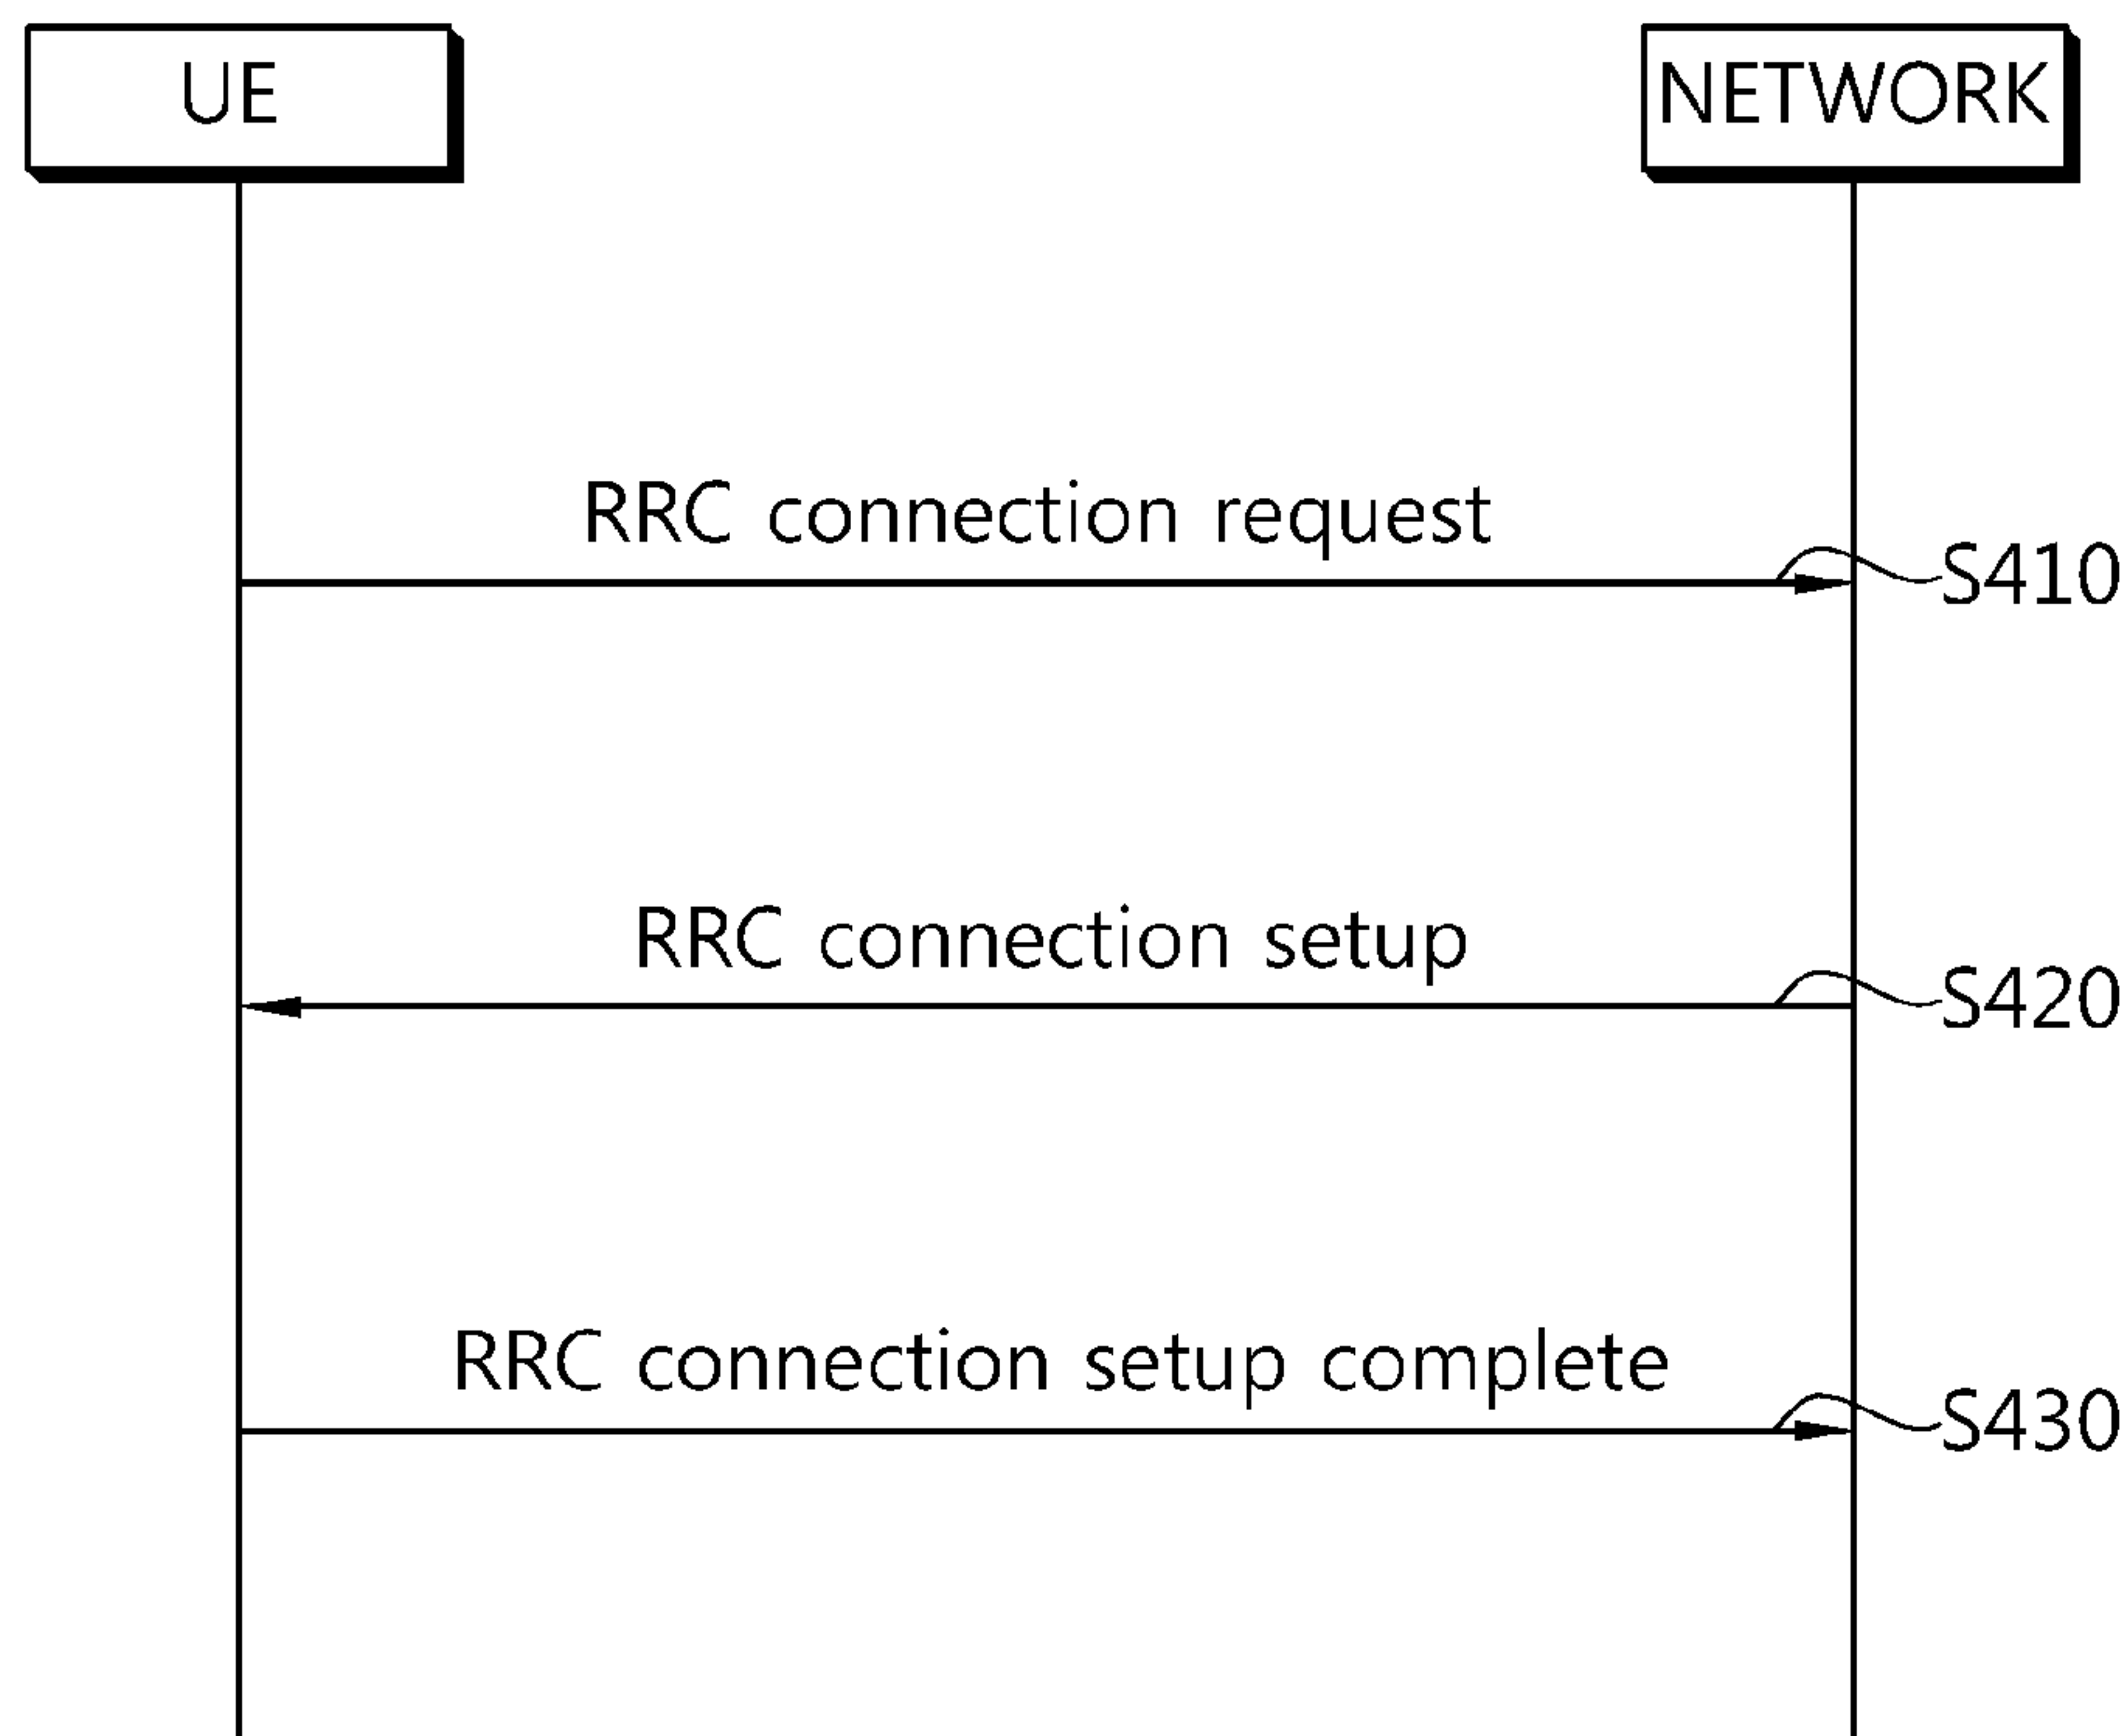 UE
NETWORK
RRC connection request
S410
RRC connection setup
S420
RRC connection setup complete
S430